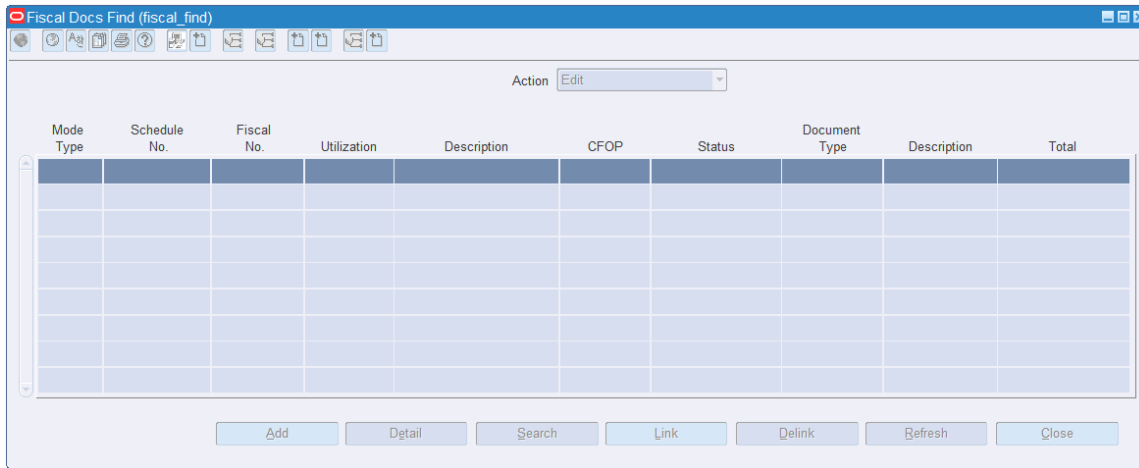 Fiscal Docs Find (fiscal_find)
Action Edit
Mode Type Schedule No. Fiscal No. Utilization Description CFOP Status Document Type Description Total
Add Detail Search Link Delink Refresh Close